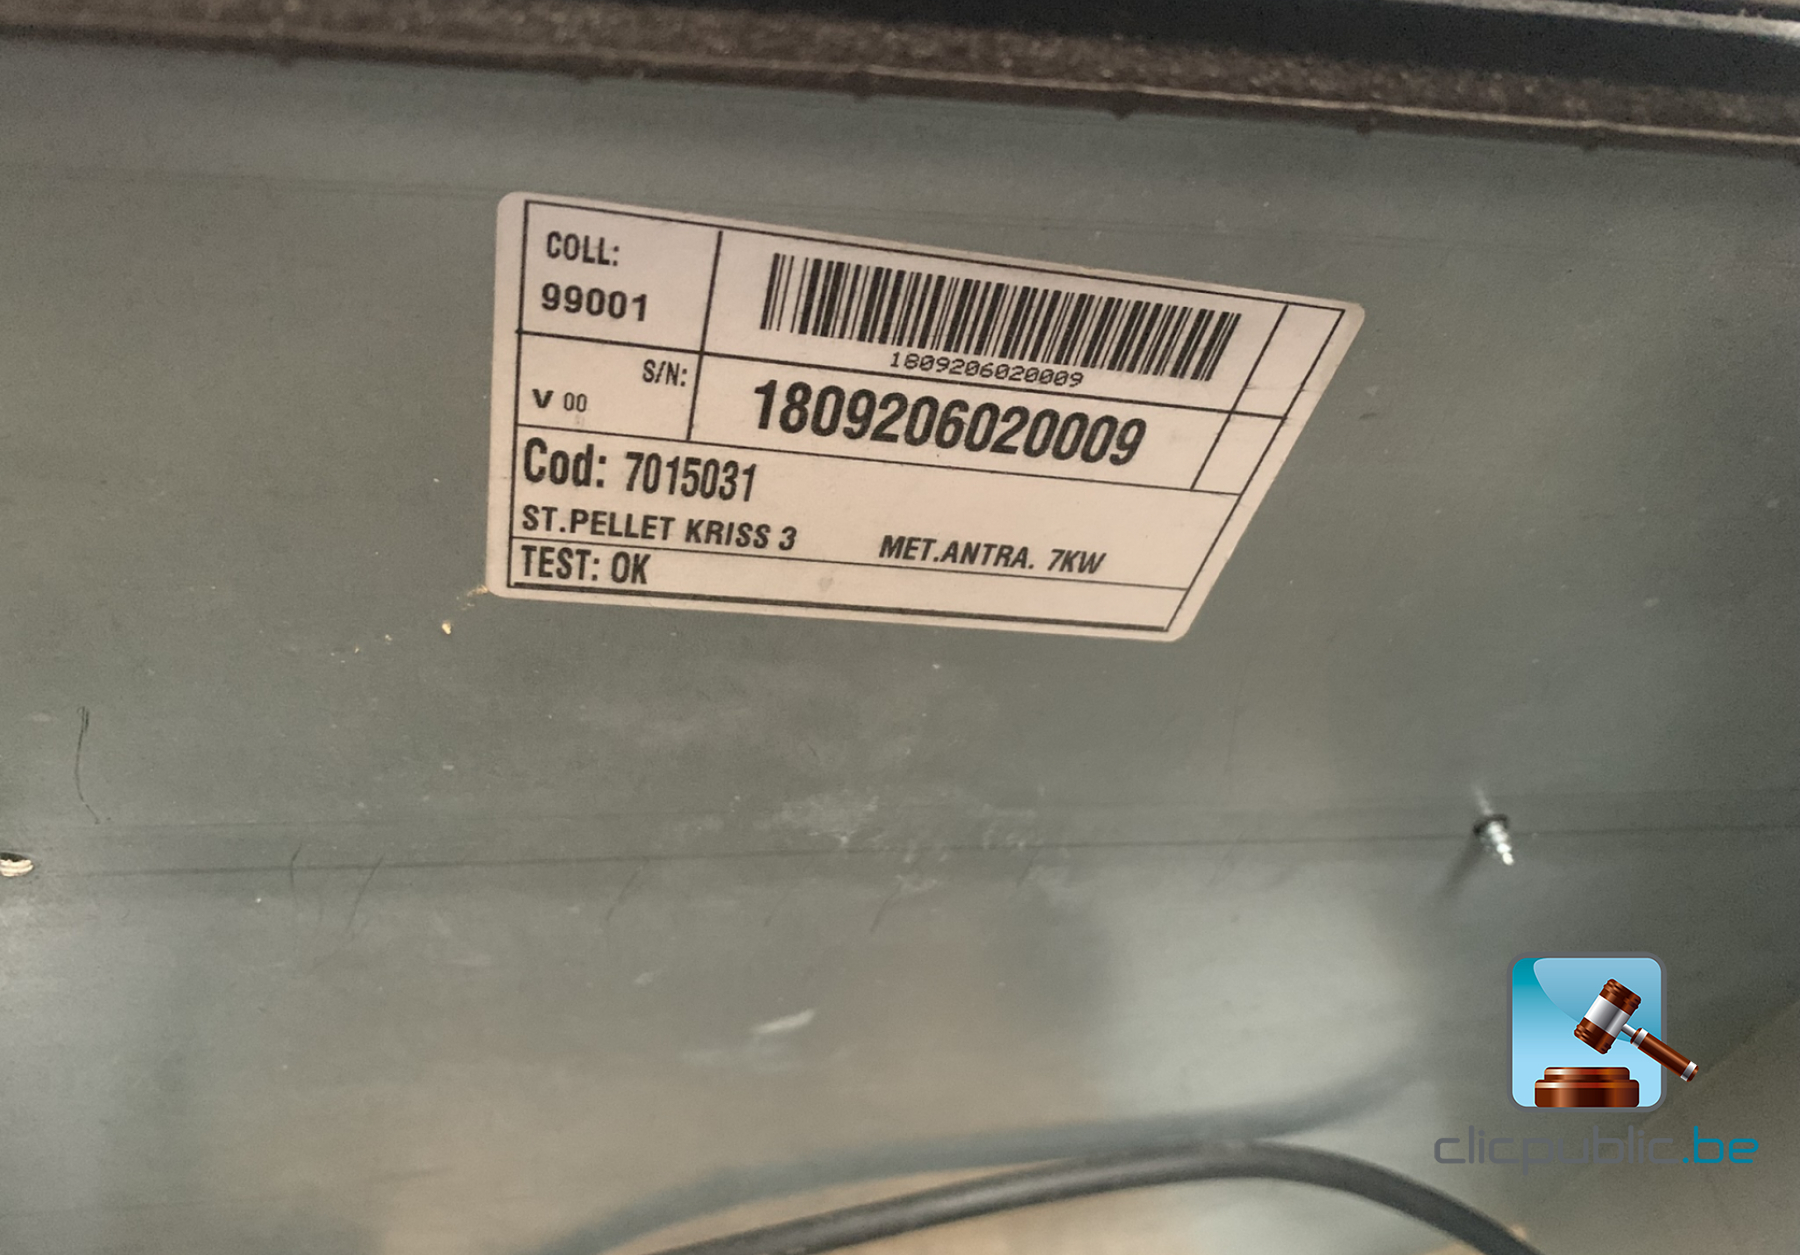 COLL:
99001
1809206020009
S/N:
V 00
1809206020009
Cod: 7015031
ST.PELLET KRISS 3 MET.ANTRA. 7KW
TEST: OK
clicpublic.be